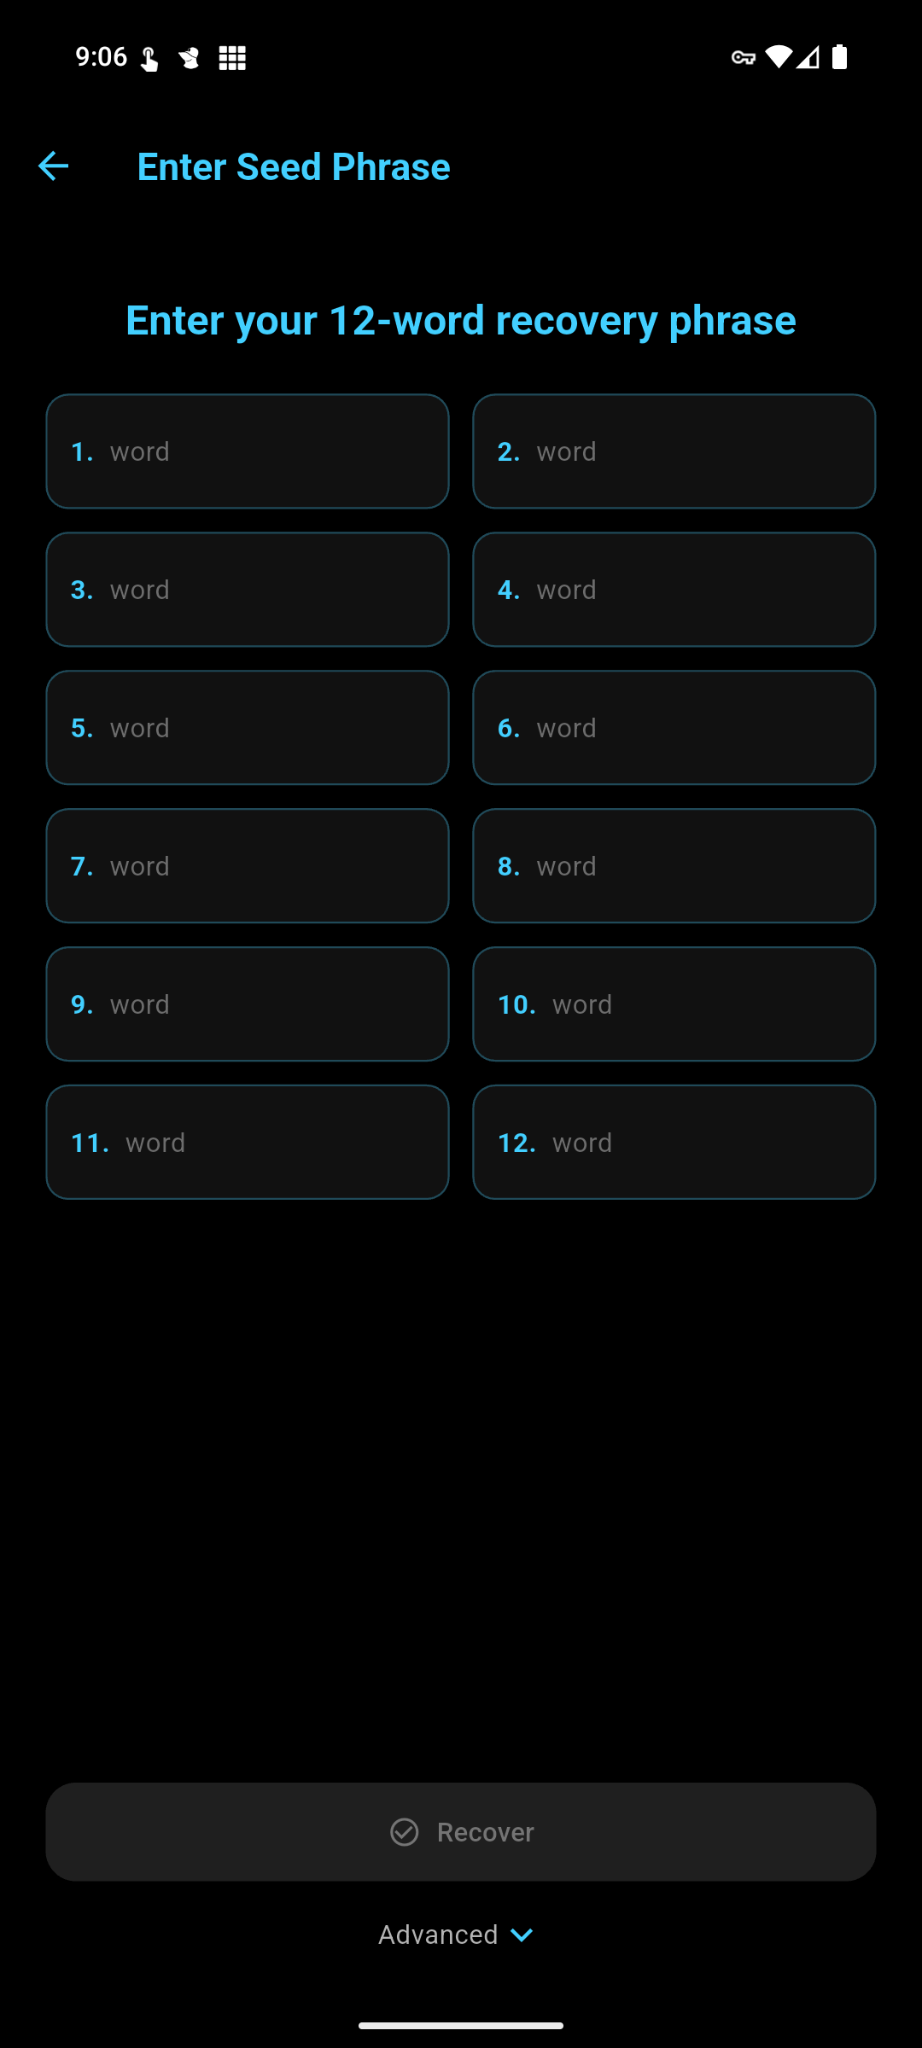 9:06
Enter Seed Phrase
Enter your 12-word recovery phrase
1. word
2. word
3. word
4. word
5. word
6. word
7. word
8. word
9. word
10. word
11. word
12. word
Recover
Advanced